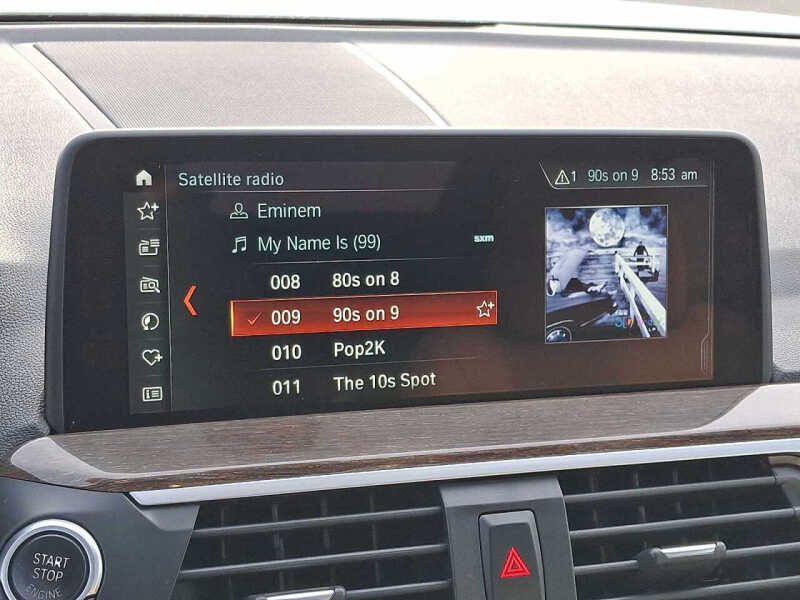 Satellite radio
1 90s on 9 8:53 am
Eminem
My Name Is (99)
sxm
008 80s on 8
009 90s on 9
010 Pop2K
011 The 10s Spot
START
STOP
ENGINE